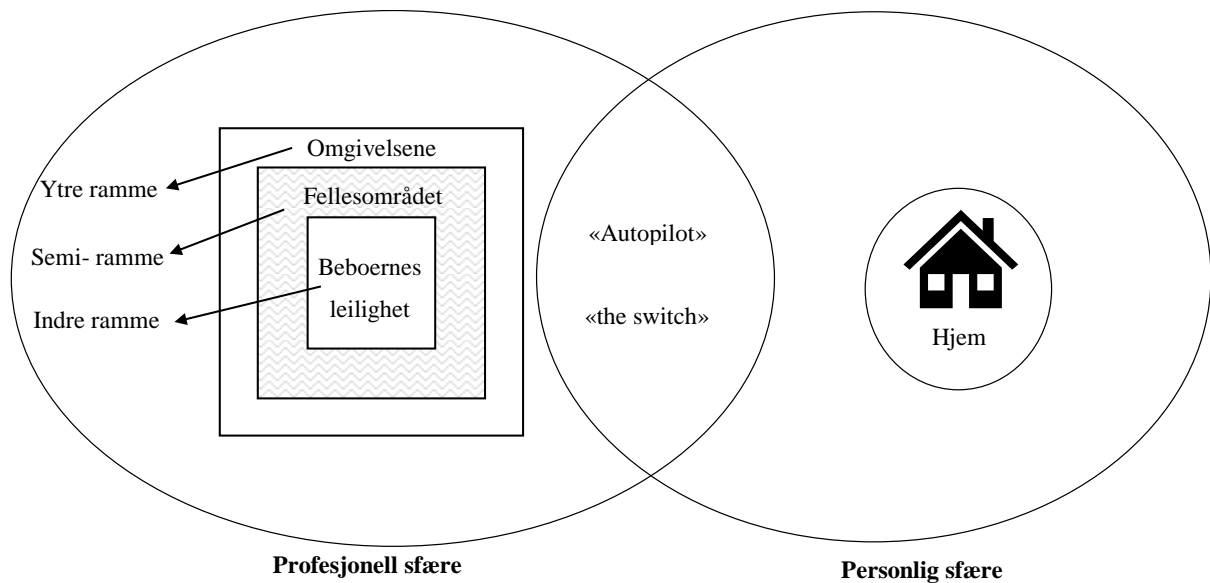 Omgivelsene
Ytre ramme
Fellesområdet
Semi- ramme
Beboernes
leilighet
Indre ramme
«Autopilot»
«the switch»
Hjem
Profesjonell sfære
Personlig sfære